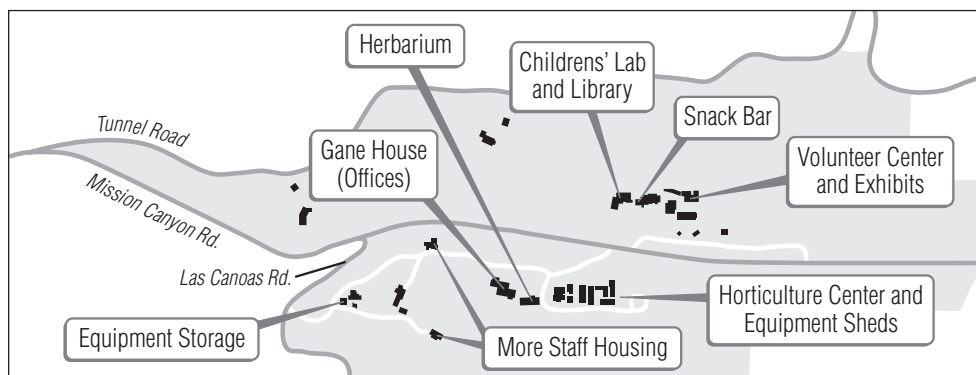 Herbarium
Childrens' Lab
and Library
Snack Bar
Tunnel Road
Gane House
(Offices)
Volunteer Center
and Exhibits
Mission Canyon Rd.
Las Canoas Rd.
Equipment Storage
More Staff Housing
Horticulture Center and
Equipment Sheds